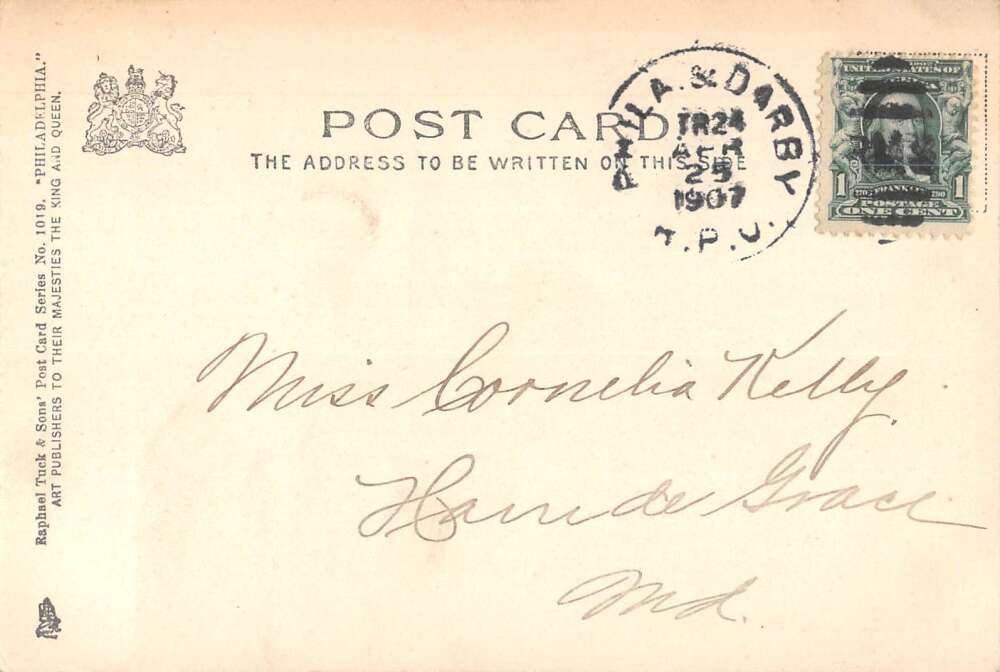 Raphael Tuck & Sons' Post Card Series No. 1019. "PHILADELPHIA."
ART PUBLISHERS TO THEIR MAJESTIES THE KING AND QUEEN.
POST CARD
THE ADDRESS TO BE WRITTEN ON THIS SIDE
PHILA. & DARBY
TR24
APR
25
1907
R.P.O.
UNITED STATES OF
FRANKLIN
1 1
POSTAGE
ONE CENT
Miss Cornelia Kelly.
Havre de Grace
Md.